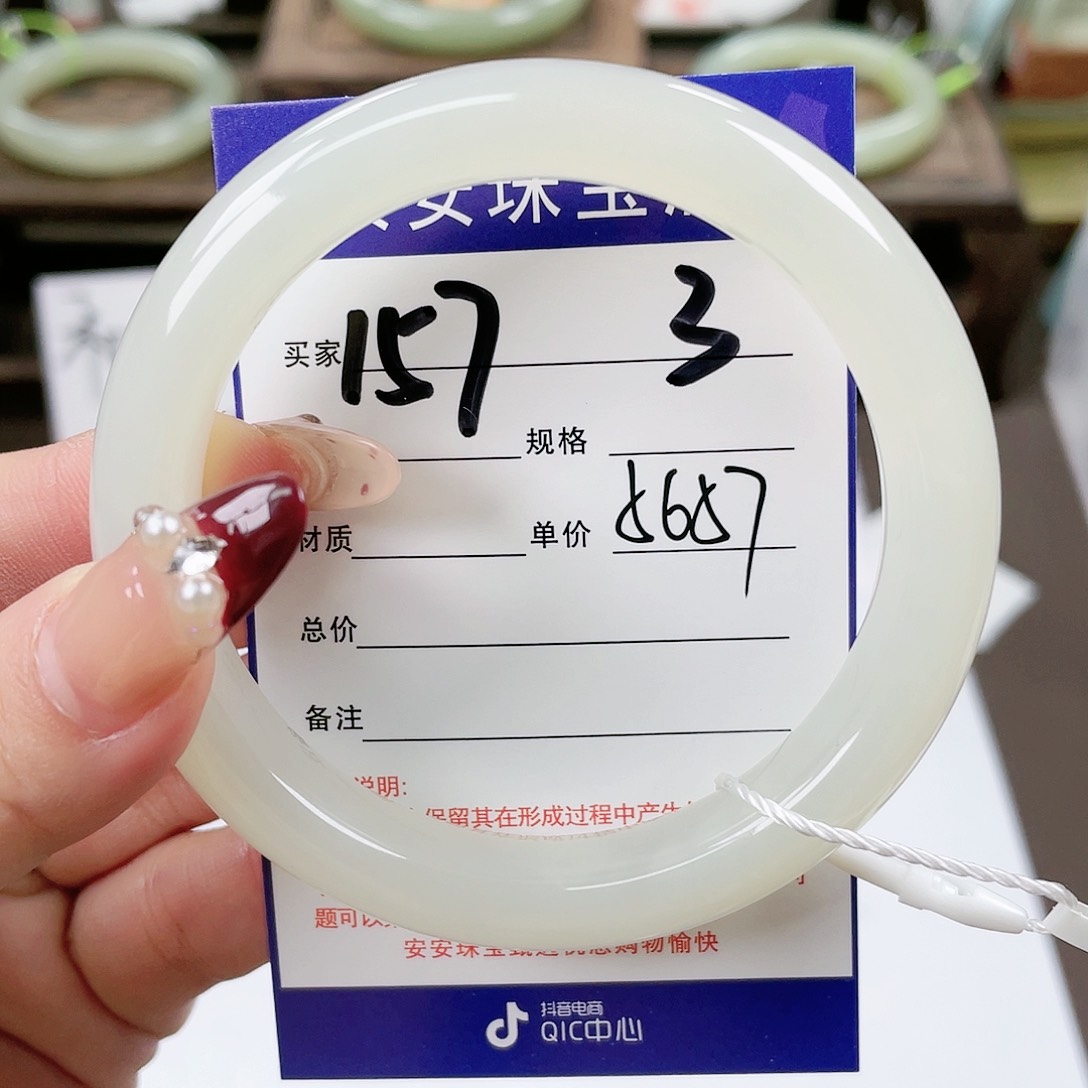 安珠宝
买家 157 3
规格
材质 单价 5657
总价
备注
说明:
保留其在形成过程中产生
题可以
安安珠宝 购物愉快
抖音电商
QIC中心